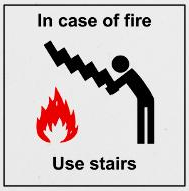 In case of fire
Use stairs